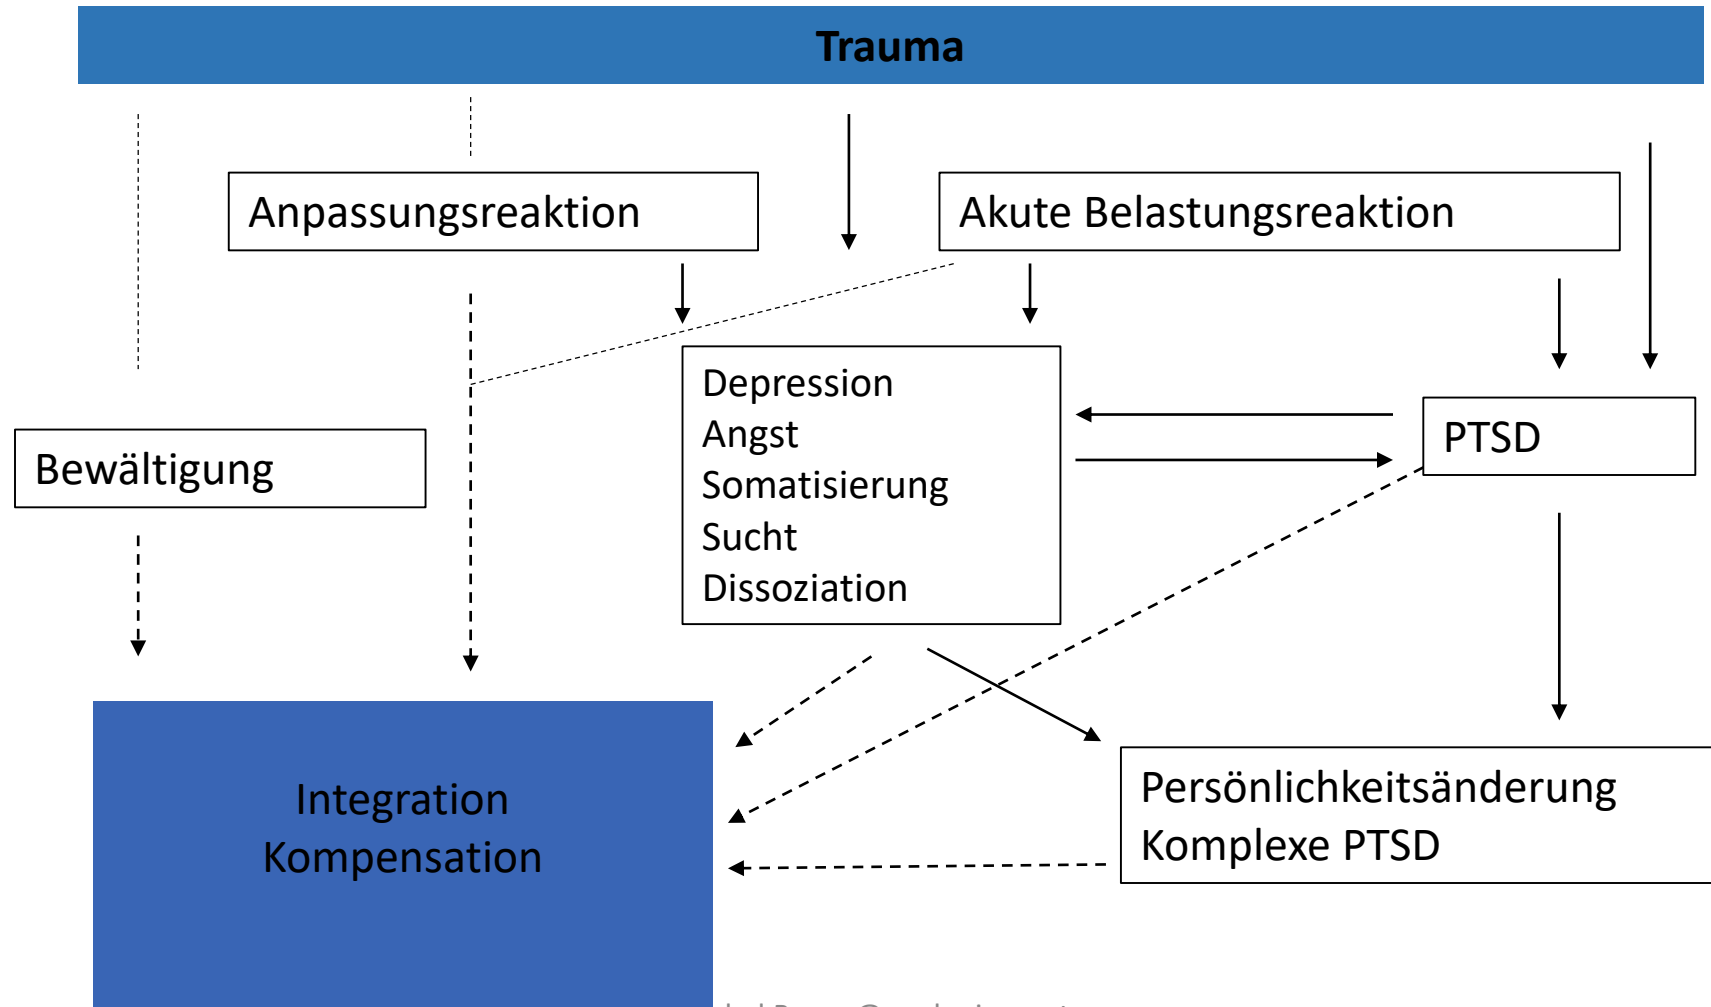 Trauma
Anpassungsreaktion
Akute Belastungsreaktion
Depression
Angst
Somatisierung
Sucht
Dissoziation
PTSD
Bewältigung
Integration
Kompensation
Persönlichkeitsänderung
Komplexe PTSD